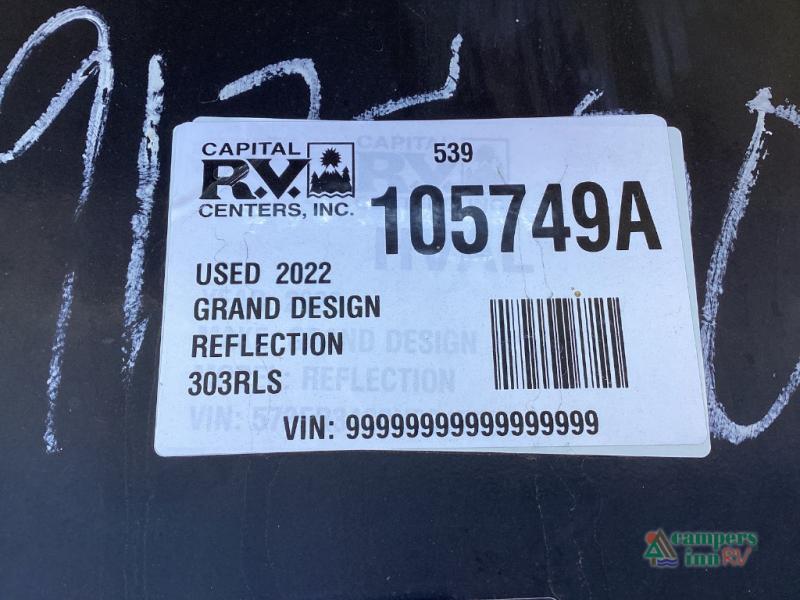 CAPITAL
R.V.
CENTERS, INC.
539
105749A
USED 2022
GRAND DESIGN
REFLECTION
303RLS
VIN: 99999999999999999
campers
inn RV